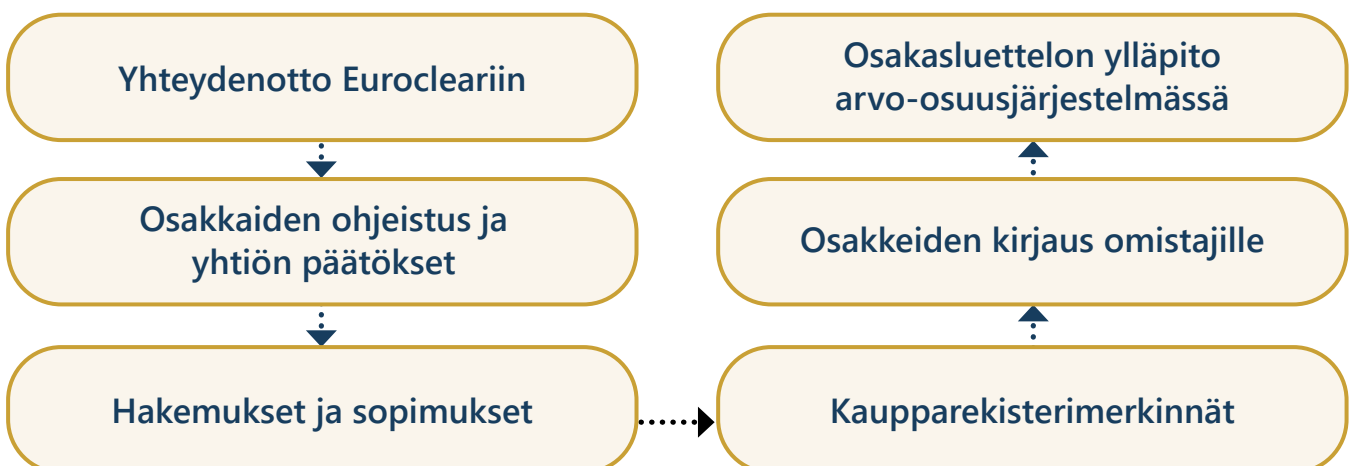 Yhteydenotto Eurocleariin
Osakkaiden ohjeistus ja
yhtiön päätökset
Hakemukset ja sopimukset
Kaupparekisterimerkinnät
Osakkeiden kirjaus omistajille
Osakasluettelon ylläpito
arvo-osuusjärjestelmässä